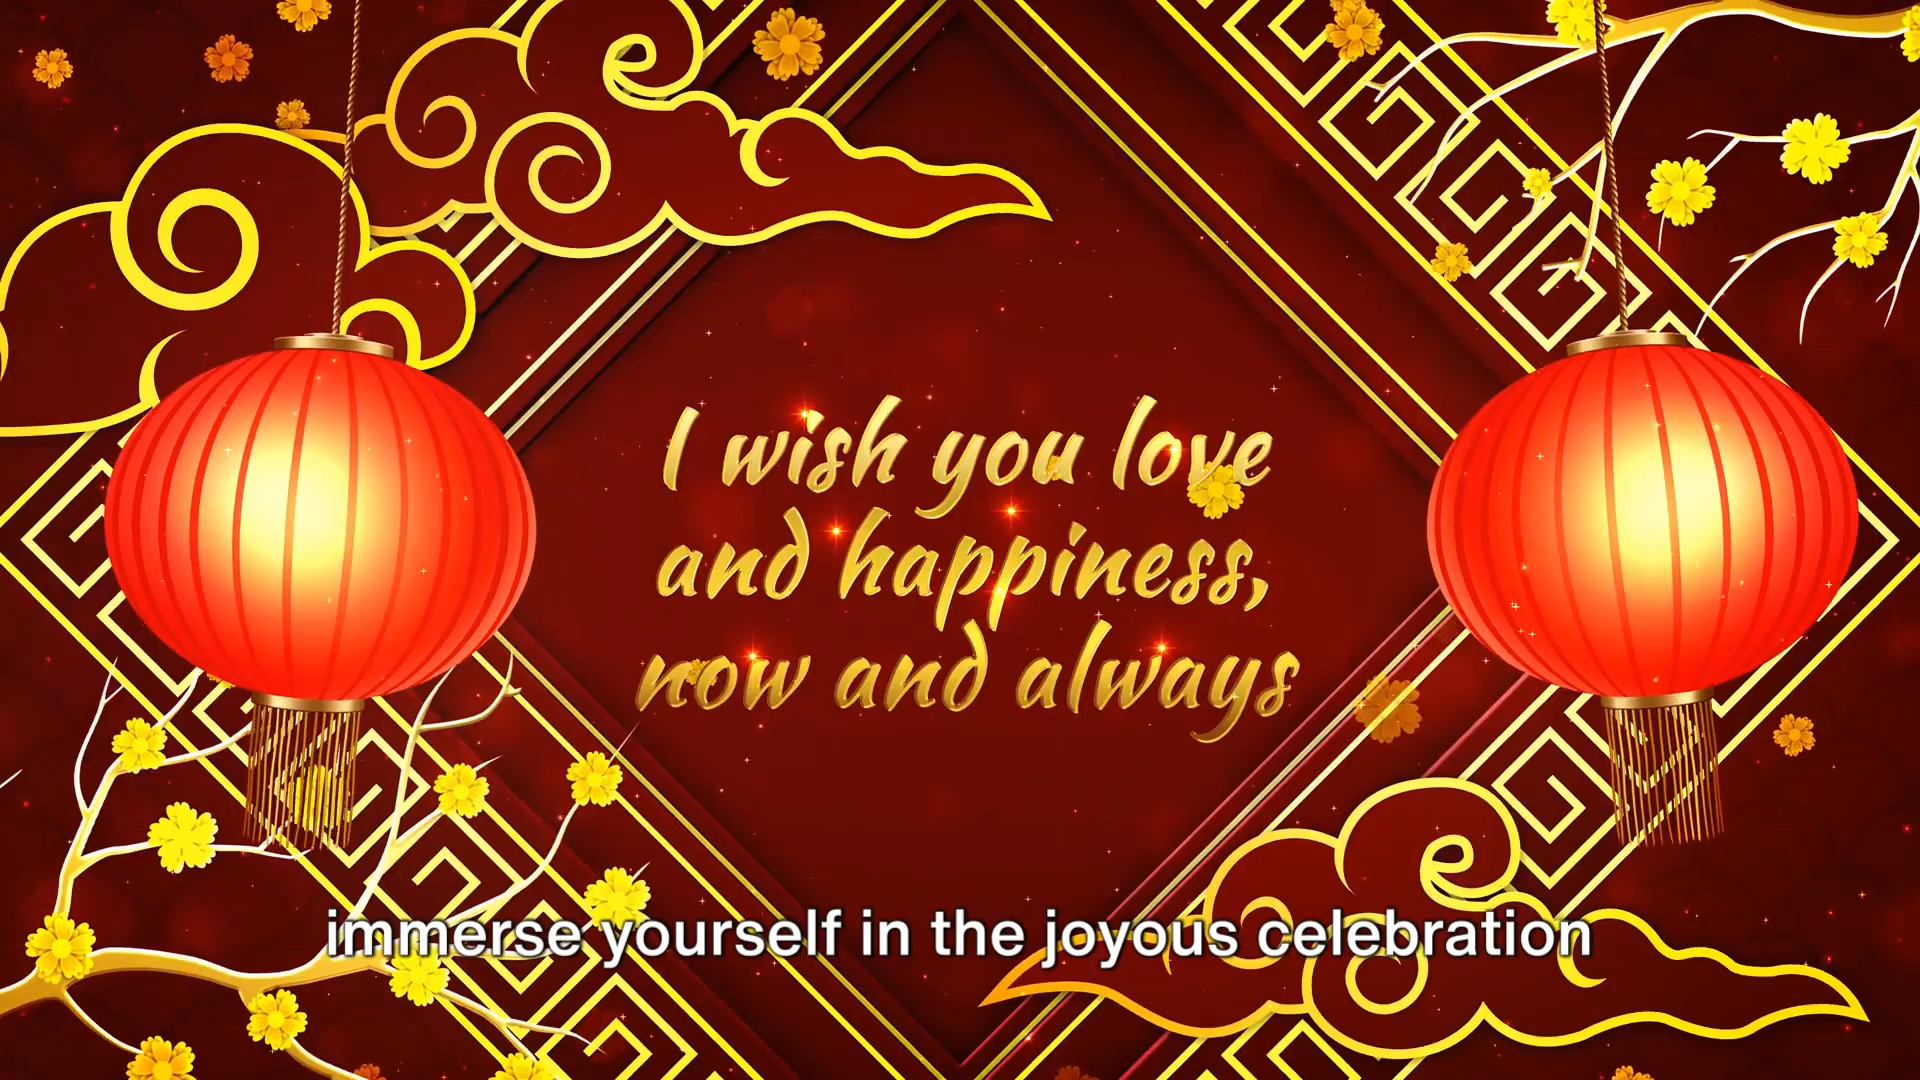 I wish you love
and happiness,
now and always
immerse yourself in the joyous celebration